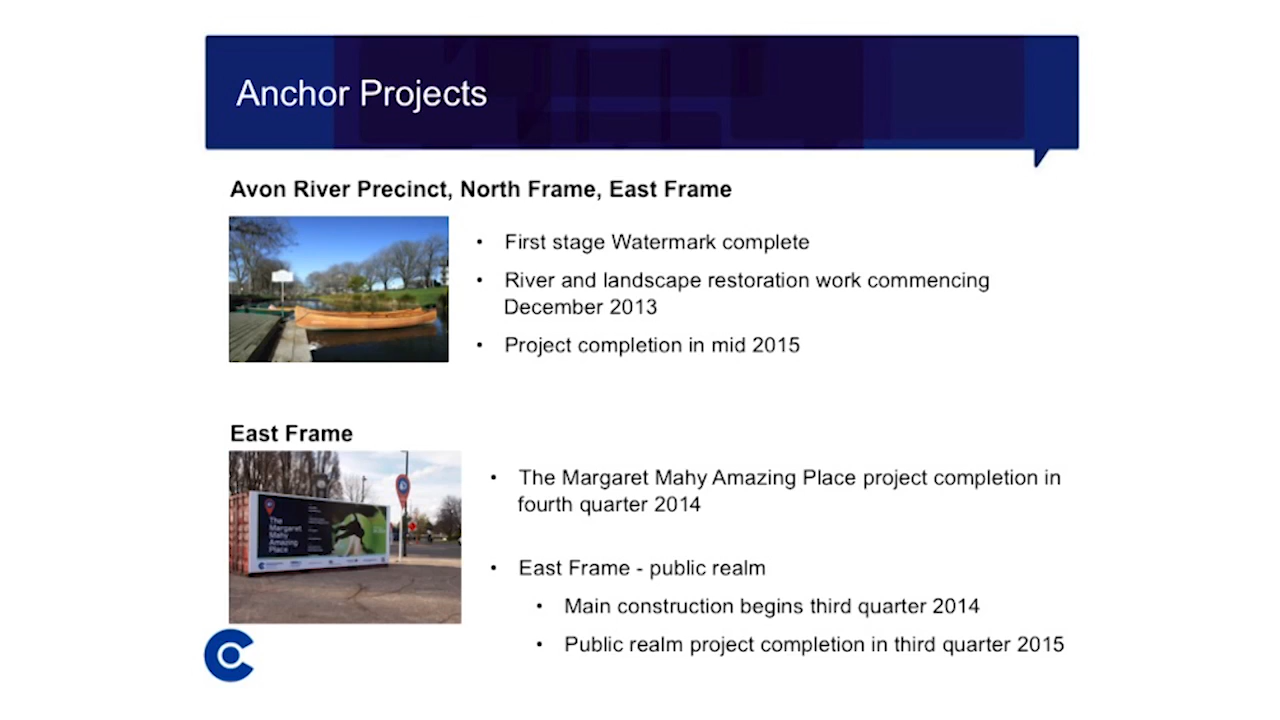 Anchor Projects
Avon River Precinct, North Frame, East Frame
• First stage Watermark complete
• River and landscape restoration work commencing
December 2013
• Project completion in mid 2015
East Frame
The
Margaret
Mahy
Amazing
Place
• The Margaret Mahy Amazing Place project completion in
fourth quarter 2014
• East Frame - public realm
• Main construction begins third quarter 2014
• Public realm project completion in third quarter 2015